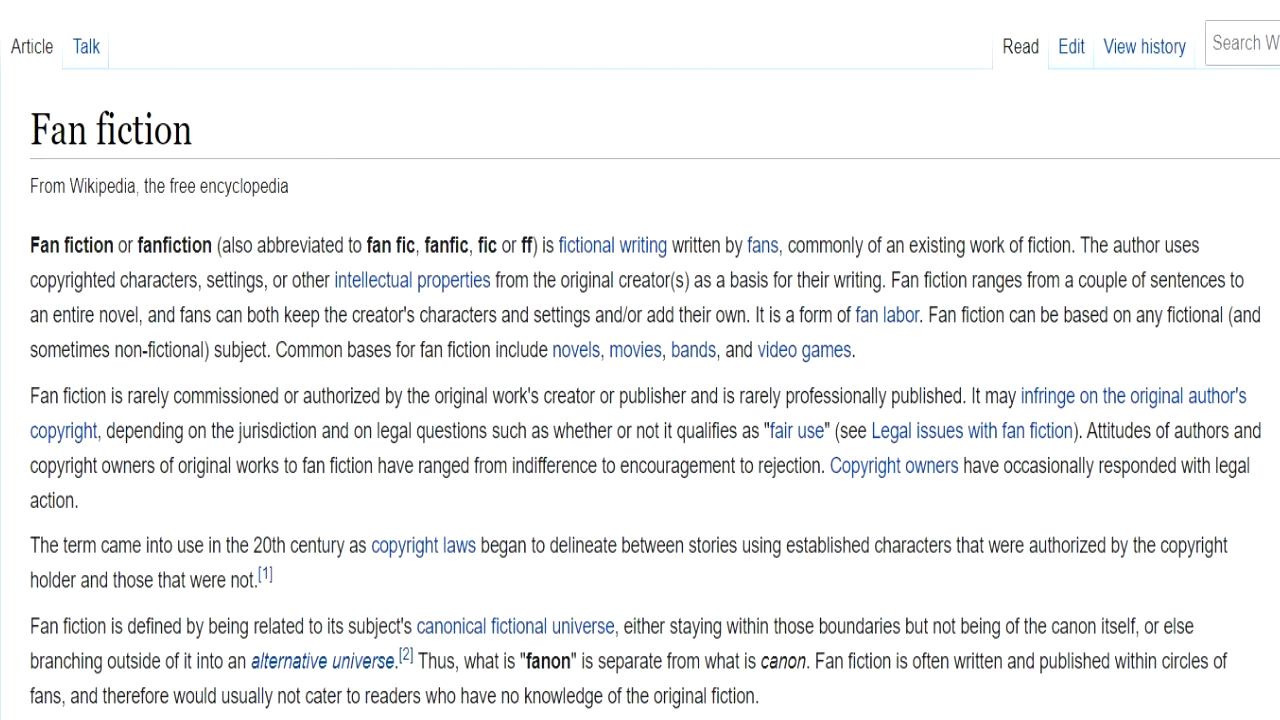 Article Talk Read Edit View history Search W
Fan fiction
From Wikipedia, the free encyclopedia
Fan fiction or fanfiction (also abbreviated to fan fic, fanfic, fic or ff) is fictional writing written by fans, commonly of an existing work of fiction. The author uses
copyrighted characters, settings, or other intellectual properties from the original creator(s) as a basis for their writing. Fan fiction ranges from a couple of sentences to
an entire novel, and fans can both keep the creator's characters and settings and/or add their own. It is a form of fan labor. Fan fiction can be based on any fictional (and
sometimes non-fictional) subject. Common bases for fan fiction include novels, movies, bands, and video games.
Fan fiction is rarely commissioned or authorized by the original work's creator or publisher and is rarely professionally published. It may infringe on the original author's
copyright, depending on the jurisdiction and on legal questions such as whether or not it qualifies as "fair use" (see Legal issues with fan fiction). Attitudes of authors and
copyright owners of original works to fan fiction have ranged from indifference to encouragement to rejection. Copyright owners have occasionally responded with legal
action.
The term came into use in the 20th century as copyright laws began to delineate between stories using established characters that were authorized by the copyright
holder and those that were not.[1]
Fan fiction is defined by being related to its subject's canonical fictional universe, either staying within those boundaries but not being of the canon itself, or else
branching outside of it into an alternative universe.[2] Thus, what is "fanon" is separate from what is canon. Fan fiction is often written and published within circles of
fans, and therefore would usually not cater to readers who have no knowledge of the original fiction.